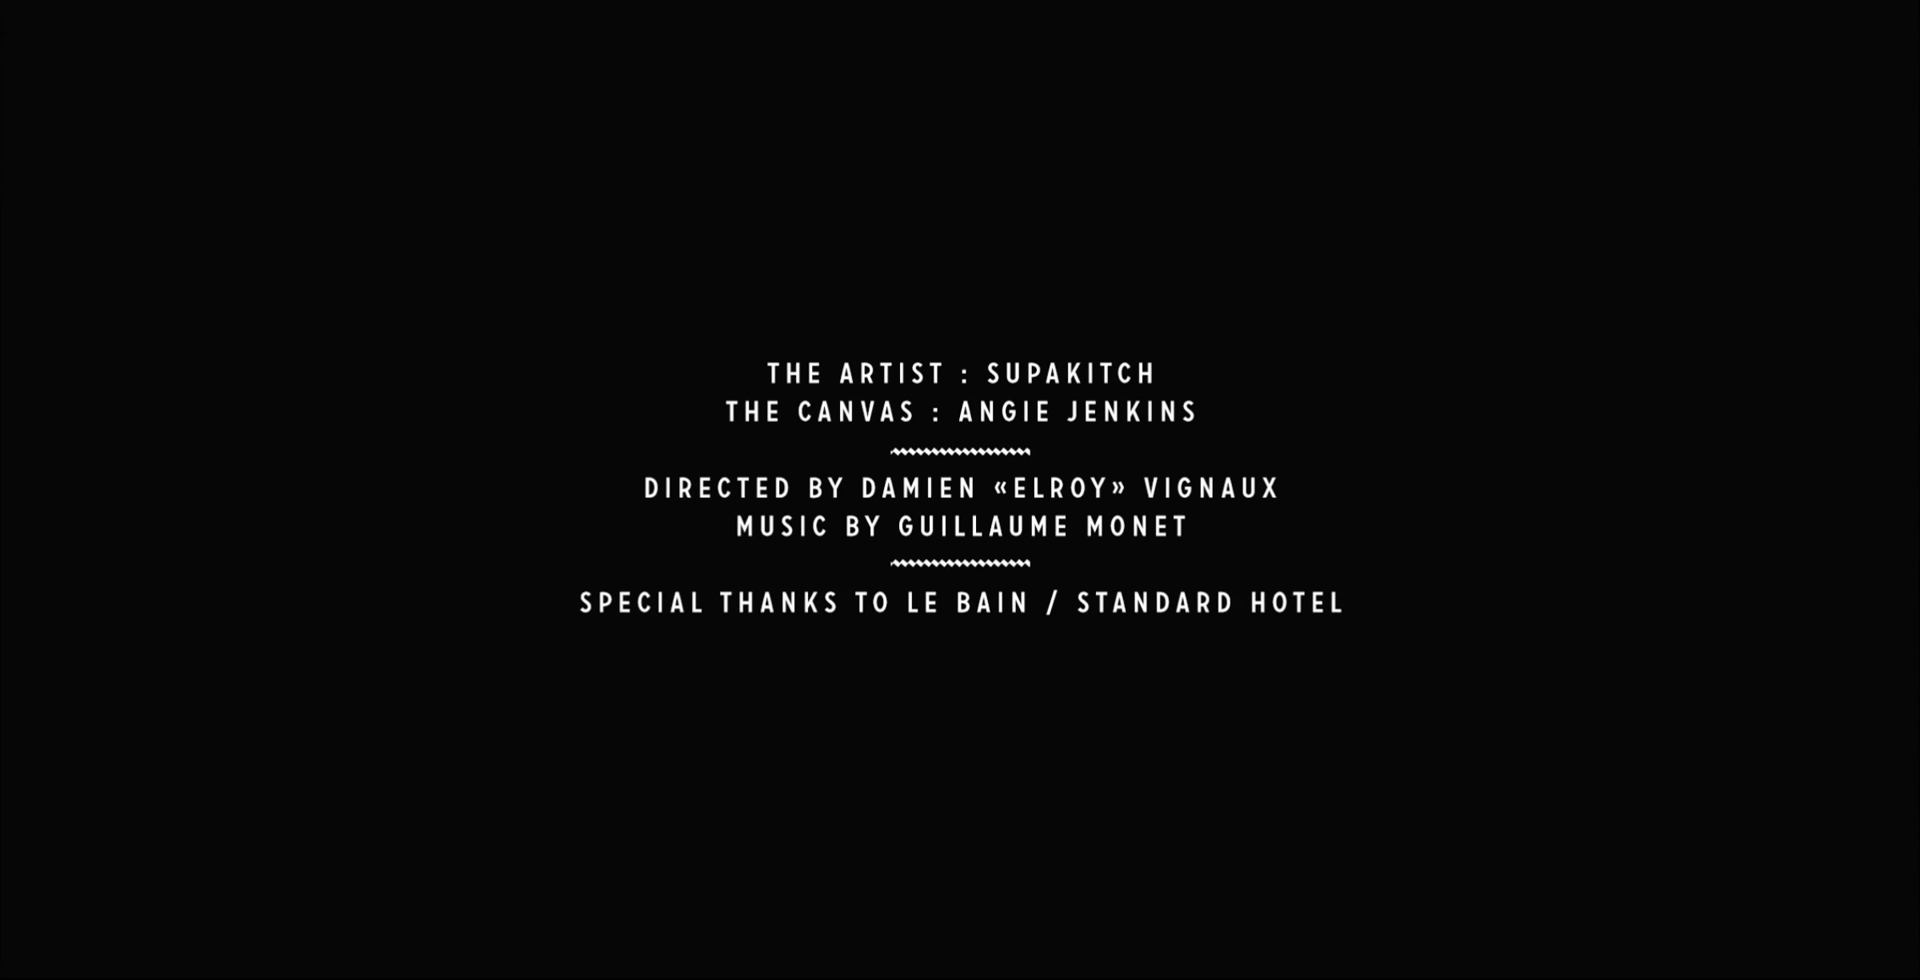 THE ARTIST : SUPAKITCH
THE CANVAS : ANGIE JENKINS
DIRECTED BY DAMIEN «ELROY» VIGNAUX
MUSIC BY GUILLAUME MONET
SPECIAL THANKS TO LE BAIN / STANDARD HOTEL